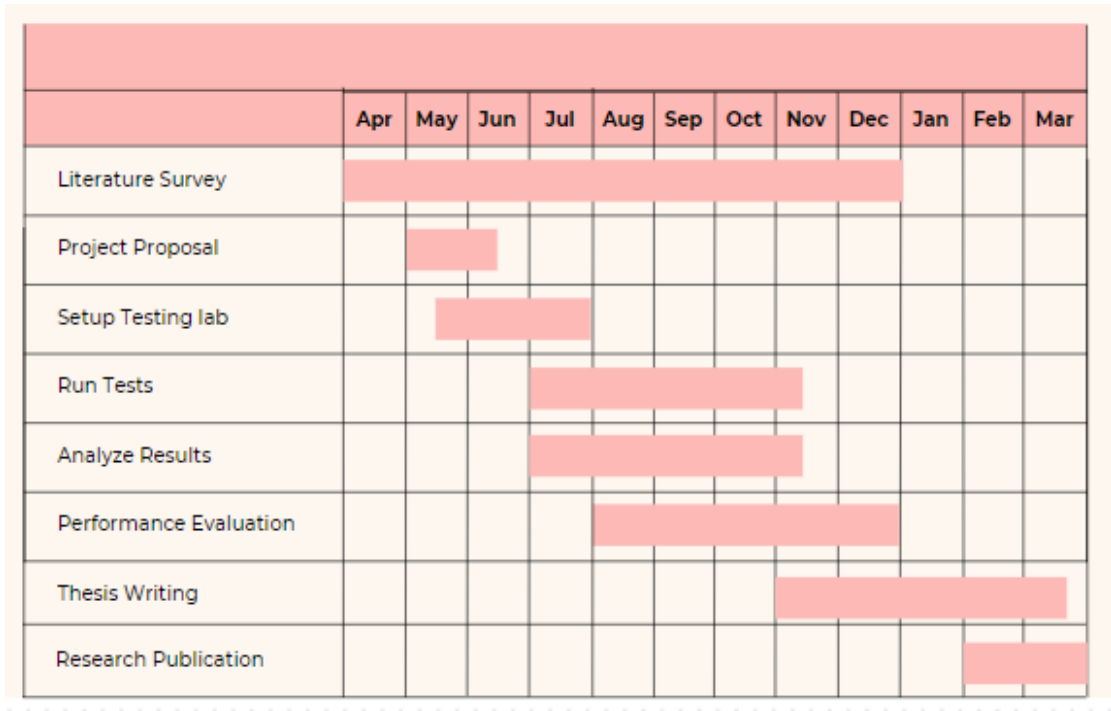 Apr May Jun Jul Aug Sep Oct Nov Dec Jan Feb Mar
Literature Survey
Project Proposal
Setup Testing lab
Run Tests
Analyze Results
Performance Evaluation
Thesis Writing
Research Publication